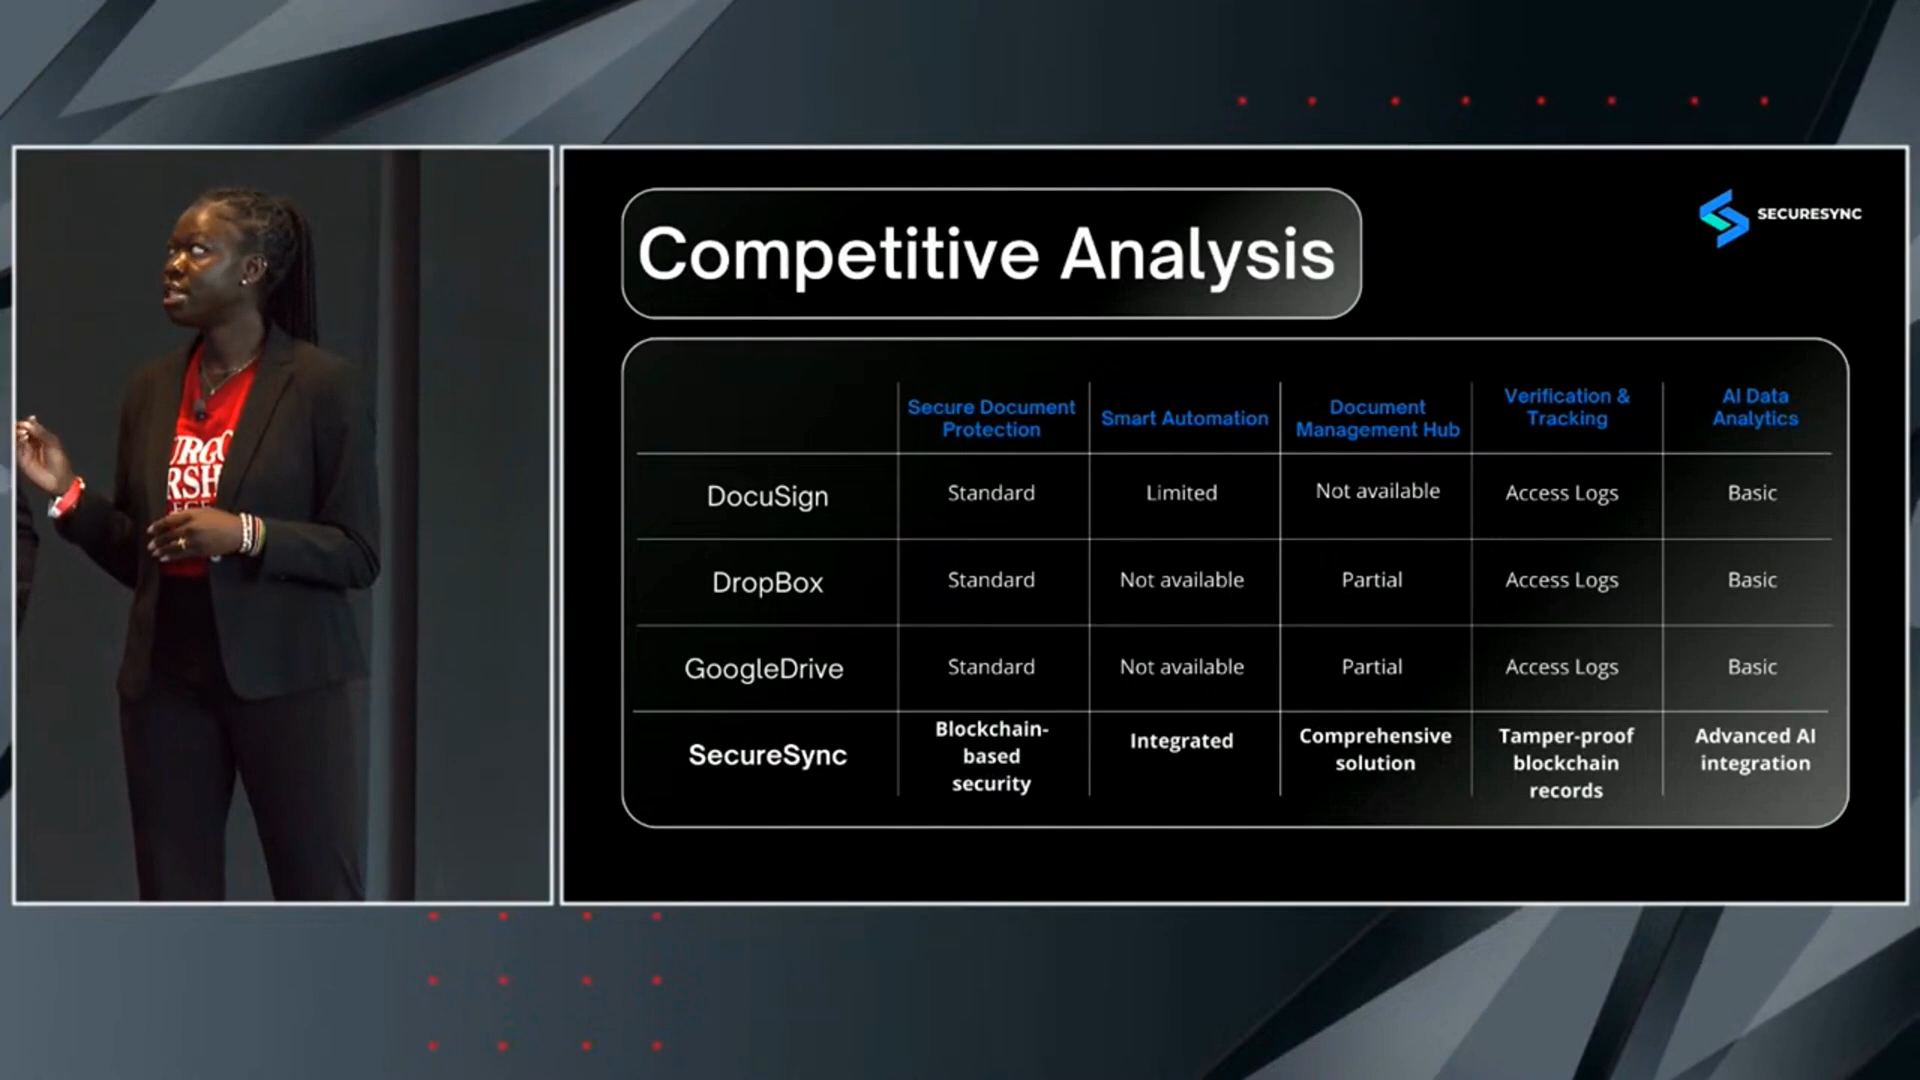 URGO
RSH
Competitive Analysis
SECURESYNC
Secure Document
Protection
Smart Automation
Document
Management Hub
Verification &
Tracking
AI Data
Analytics
DocuSign
Standard
Limited
Not available
Access Logs
Basic
DropBox
Standard
Not available
Partial
Access Logs
Basic
GoogleDrive
Standard
Not available
Partial
Access Logs
Basic
SecureSync
Blockchain-
based
security
Integrated
Comprehensive
solution
Tamper-proof
blockchain
records
Advanced AI
integration